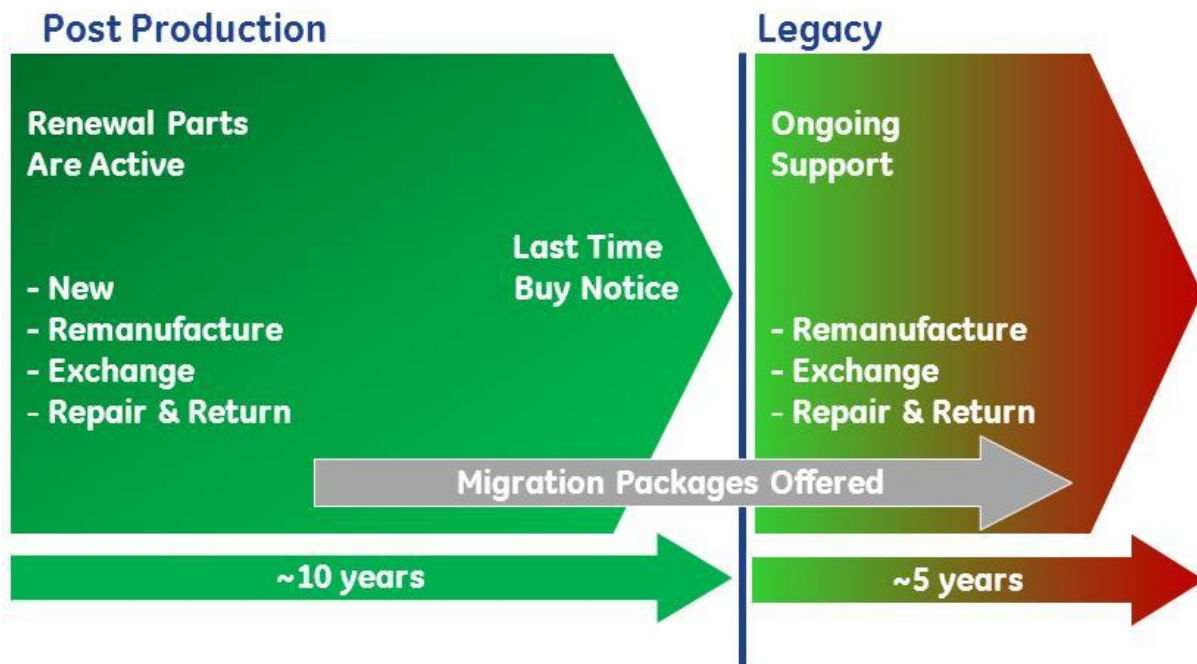 Post Production
Renewal Parts
Are Active
- New
- Remanufacture
- Exchange
- Repair & Return
Last Time
Buy Notice
Legacy
Ongoing
Support
- Remanufacture
- Exchange
- Repair & Return
Migration Packages Offered
~10 years
~5 years